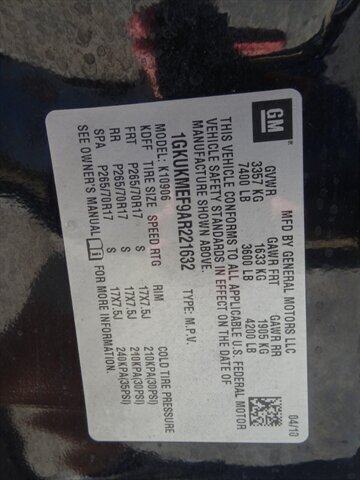 GM
MFD BY GENERAL MOTORS LLC 04/10
GVWR GAWR FRT GAWR RR
3357 KG 1633 KG 1905 KG
7400 LB 3600 LB 4200 LB
THIS VEHICLE CONFORMS TO ALL APPLICABLE U.S. FEDERAL MOTOR
VEHICLE SAFETY STANDARDS IN EFFECT ON THE DATE OF
MANUFACTURE SHOWN ABOVE.
1GKUKMEF9AR221632 TYPE: M.P.V.
MODEL: K10906
KDFF TIRE SIZE SPEED RTG RIM COLD TIRE PRESSURE
FRT P265/70R17 S 17X7.5J 210KPA(30PSI)
RR P265/70R17 S 17X7.5J 210KPA(30PSI)
SPA P265/70R17 S 17X7.5J 240KPA(35PSI)
SEE OWNER'S MANUAL i FOR MORE INFORMATION.